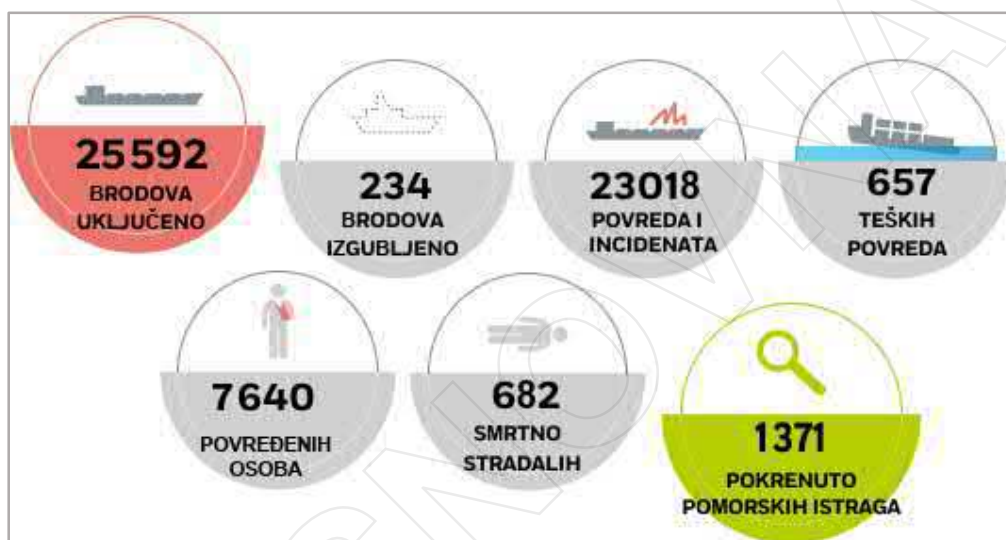 25592
BRODOVA
UKLJUČENO
234
BRODOVA
IZGUBLJENO
23018
POVREDA I
INCIDENATA
657
TEŠKIH
POVREDA
7640
POVREĐENIH
OSOBA
682
SMRTNO
STRADALIH
1371
POKRENUTO
POMORSKIH ISTRAGA